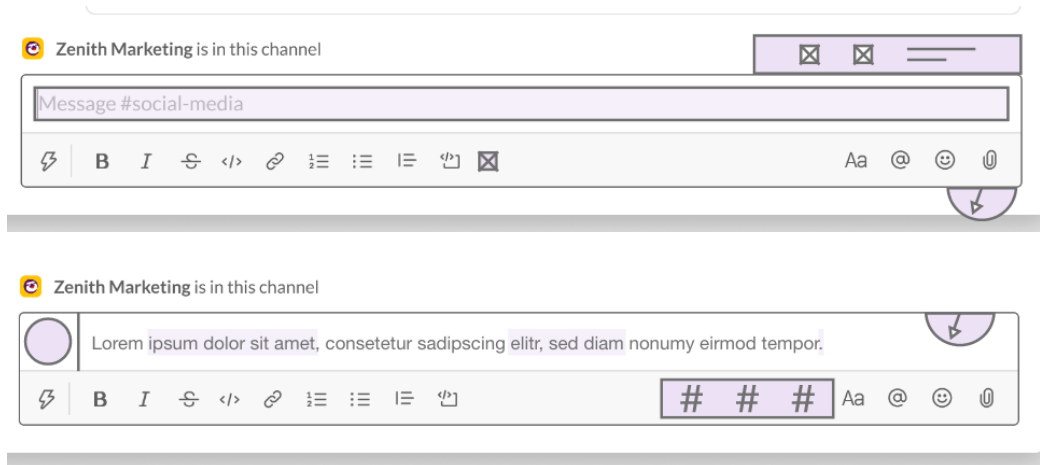 Zenith Marketing is in this channel
Message #social-media
B I S </> Aa @
Zenith Marketing is in this channel
Lorem ipsum dolor sit amet, consetetur sadipscing elitr, sed diam nonumy eirmod tempor.
B I S </> # # # Aa @